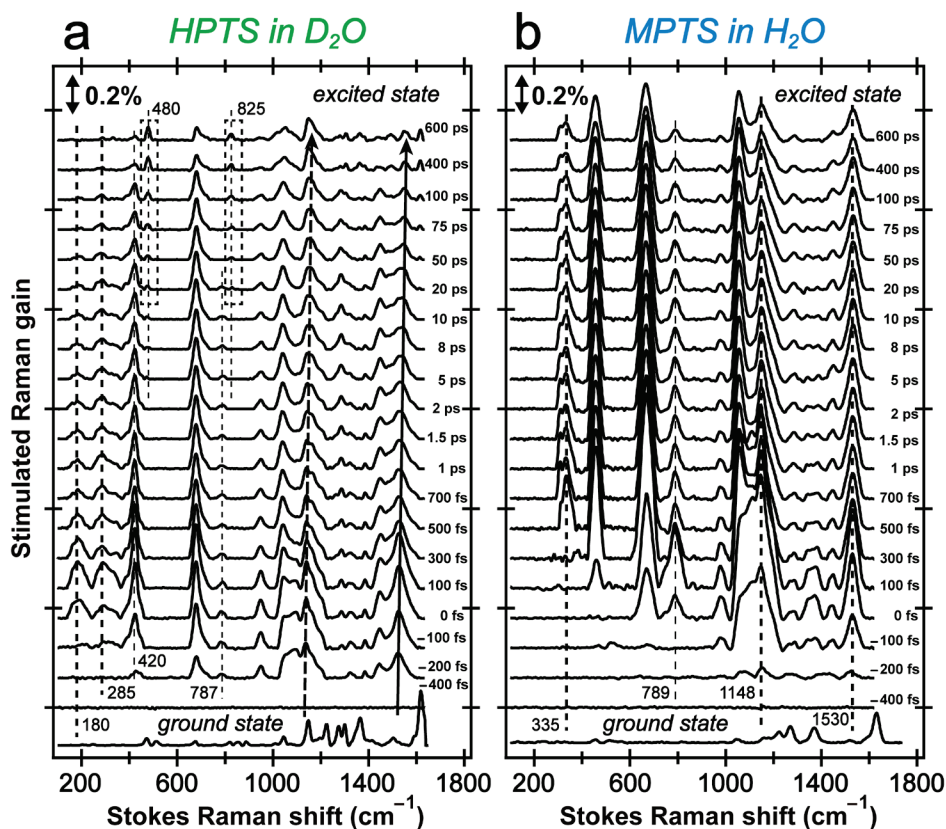 a HPTS in D₂O
0.2%
excited state
480
825
600 ps
400 ps
100 ps
75 ps
50 ps
20 ps
10 ps
8 ps
5 ps
2 ps
1.5 ps
1 ps
700 fs
500 fs
300 fs
100 fs
0 fs
−100 fs
−200 fs
−400 fs
420
285
787
180
ground state
200 600 1000 1400 1800
Stokes Raman shift (cm⁻¹)
Stimulated Raman gain
b MPTS in H₂O
0.2%
excited state
600 ps
400 ps
100 ps
75 ps
50 ps
20 ps
10 ps
8 ps
5 ps
2 ps
1.5 ps
1 ps
700 fs
500 fs
300 fs
100 fs
0 fs
−100 fs
−200 fs
−400 fs
789
1148
335
ground state
1530
200 600 1000 1400 1800
Stokes Raman shift (cm⁻¹)